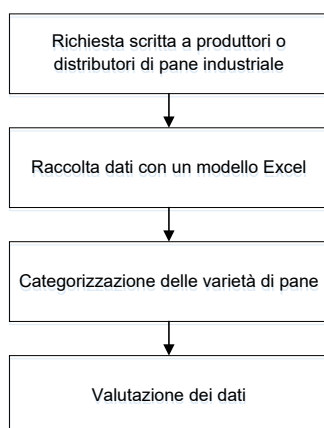 Richiesta scritta a produttori o
distributori di pane industriale
Raccolta dati con un modello Excel
Categorizzazione delle varietà di pane
Valutazione dei dati